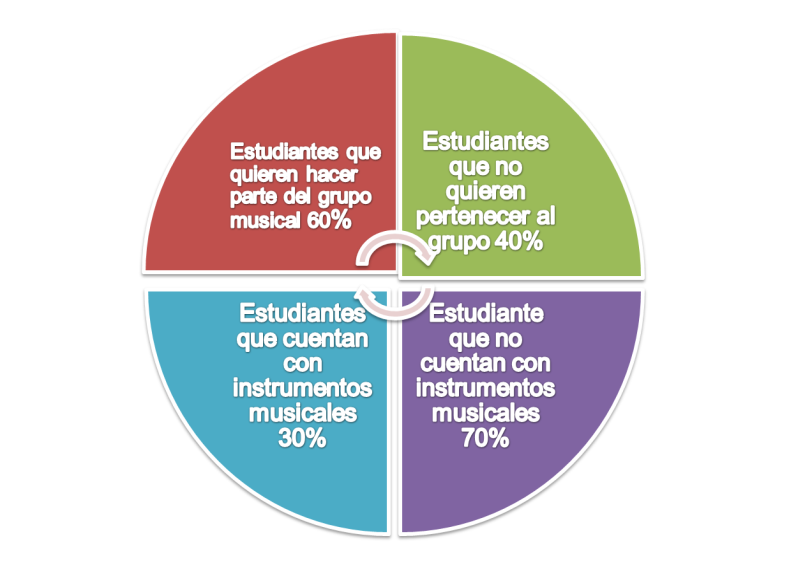 Estudiantes que
quieren hacer
parte del grupo
musical 60%
Estudiantes
que no
quieren
pertenecer al
grupo 40%
Estudiantes
que cuentan
con
instrumentos
musicales
30%
Estudiante
que no
cuentan con
instrumentos
musicales
70%